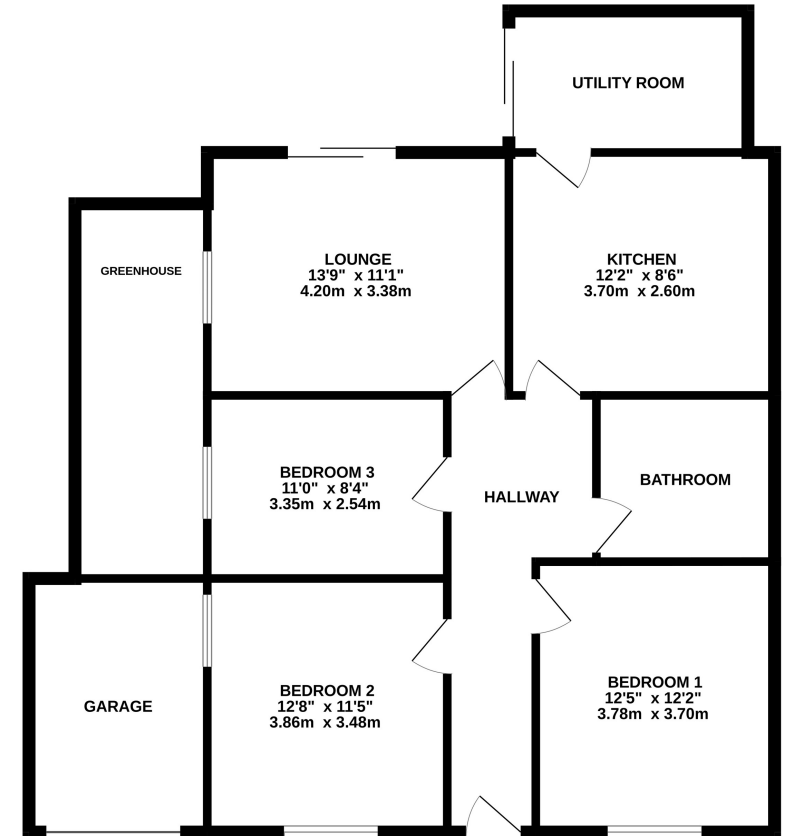 UTILITY ROOM
LOUNGE
13'9" x 11'1"
4.20m x 3.38m
KITCHEN
12'2" x 8'6"
3.70m x 2.60m
GREENHOUSE
BEDROOM 3
11'0" x 8'4"
3.35m x 2.54m
HALLWAY
BATHROOM
GARAGE
BEDROOM 2
12'8" x 11'5"
3.86m x 3.48m
BEDROOM 1
12'5" x 12'2"
3.78m x 3.70m